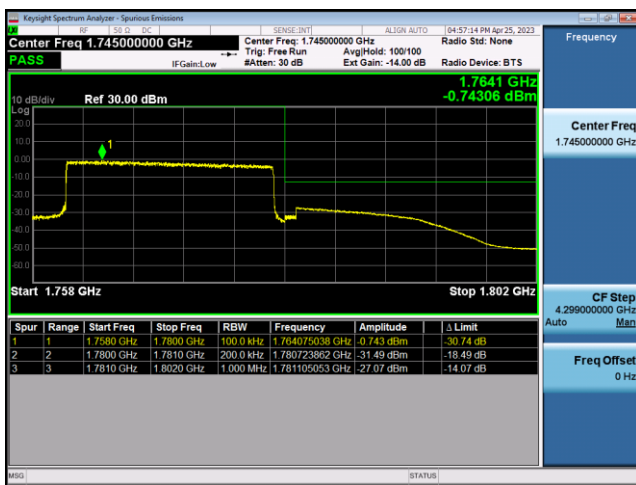 Keysight Spectrum Analyzer - Spurious Emissions
RF 50 Ω DC SENSE:INT ALIGN AUTO 04:57:14 PM Apr 25, 2023
Center Freq 1.745000000 GHz Center Freq: 1.745000000 GHz Radio Std: None Frequency
Trig: Free Run Avg|Hold: 100/100
PASS IFGain:Low #Atten: 30 dB Ext Gain: -14.00 dB Radio Device: BTS
1.7641 GHz
10 dB/div Ref 30.00 dBm -0.74306 dBm
Log
20.0
10.0
1
0.00
-10.0
-20.0
-30.0
-40.0
-50.0
-60.0
Start 1.758 GHz Stop 1.802 GHz
Center Freq
1.745000000 GHz
CF Step
4.299000000 GHz
Auto Man
Freq Offset
0 Hz
Spur Range Start Freq Stop Freq RBW Frequency Amplitude Δ Limit
1 1 1.7580 GHz 1.7800 GHz 100.0 kHz 1.764075038 GHz -0.743 dBm -30.74 dB
2 2 1.7800 GHz 1.7810 GHz 200.0 kHz 1.780723862 GHz -31.49 dBm -18.49 dB
3 3 1.7810 GHz 1.8020 GHz 1.000 MHz 1.781105053 GHz -27.07 dBm -14.07 dB
MSG STATUS